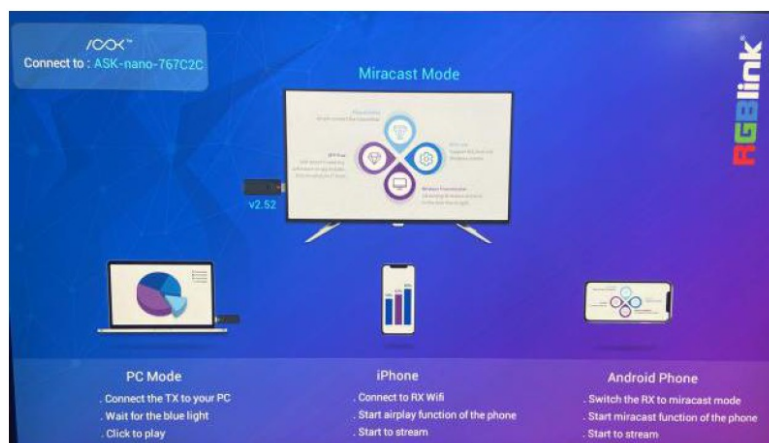 ASK™
Connect to : ASK-nano-767C2C
Miracast Mode
RGBlink®
v2.52
PC Mode
. Connect the TX to your PC
. Wait for the blue light
. Click to play
iPhone
. Connect to RX Wifi
. Start airplay function of the phone
. Start to stream
Android Phone
. Switch the RX to miracast mode
. Start miracast function of the phone
. Start to stream